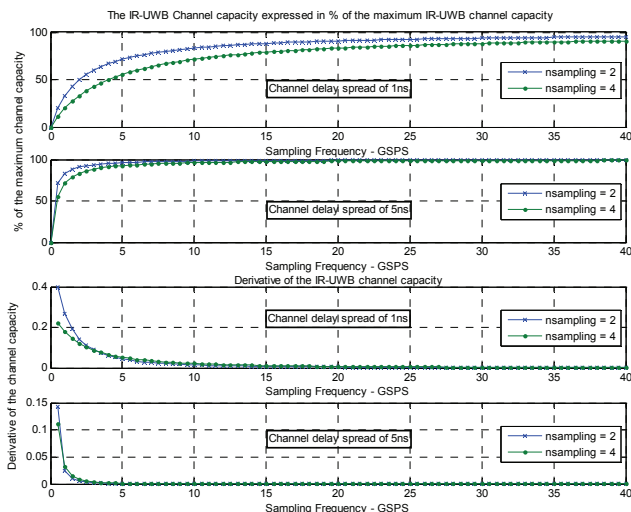 The IR-UWB Channel capacity expressed in % of the maximum IR-UWB channel capacity
100
50
0
0 5 10 15 20 25 30 35 40
Channel delay spread of 1ns
nsampling = 2
nsampling = 4
Sampling Frequency - GSPS
% of the maximum channel capacity
100
50
0
0 5 10 15 20 25 30 35 40
Channel delay spread of 5ns
nsampling = 2
nsampling = 4
Sampling Frequency - GSPS
Derivative of the IR-UWB channel capacity
0.4
0.2
0
0 5 10 15 20 25 30 35 40
Channel delay spread of 1ns
nsampling = 2
nsampling = 4
Sampling Frequency - GSPS
Derivative of the channel capacity
0.15
0.1
0.05
0
0 5 10 15 20 25 30 35 40
Channel delay spread of 5ns
nsampling = 2
nsampling = 4
Sampling Frequency - GSPS